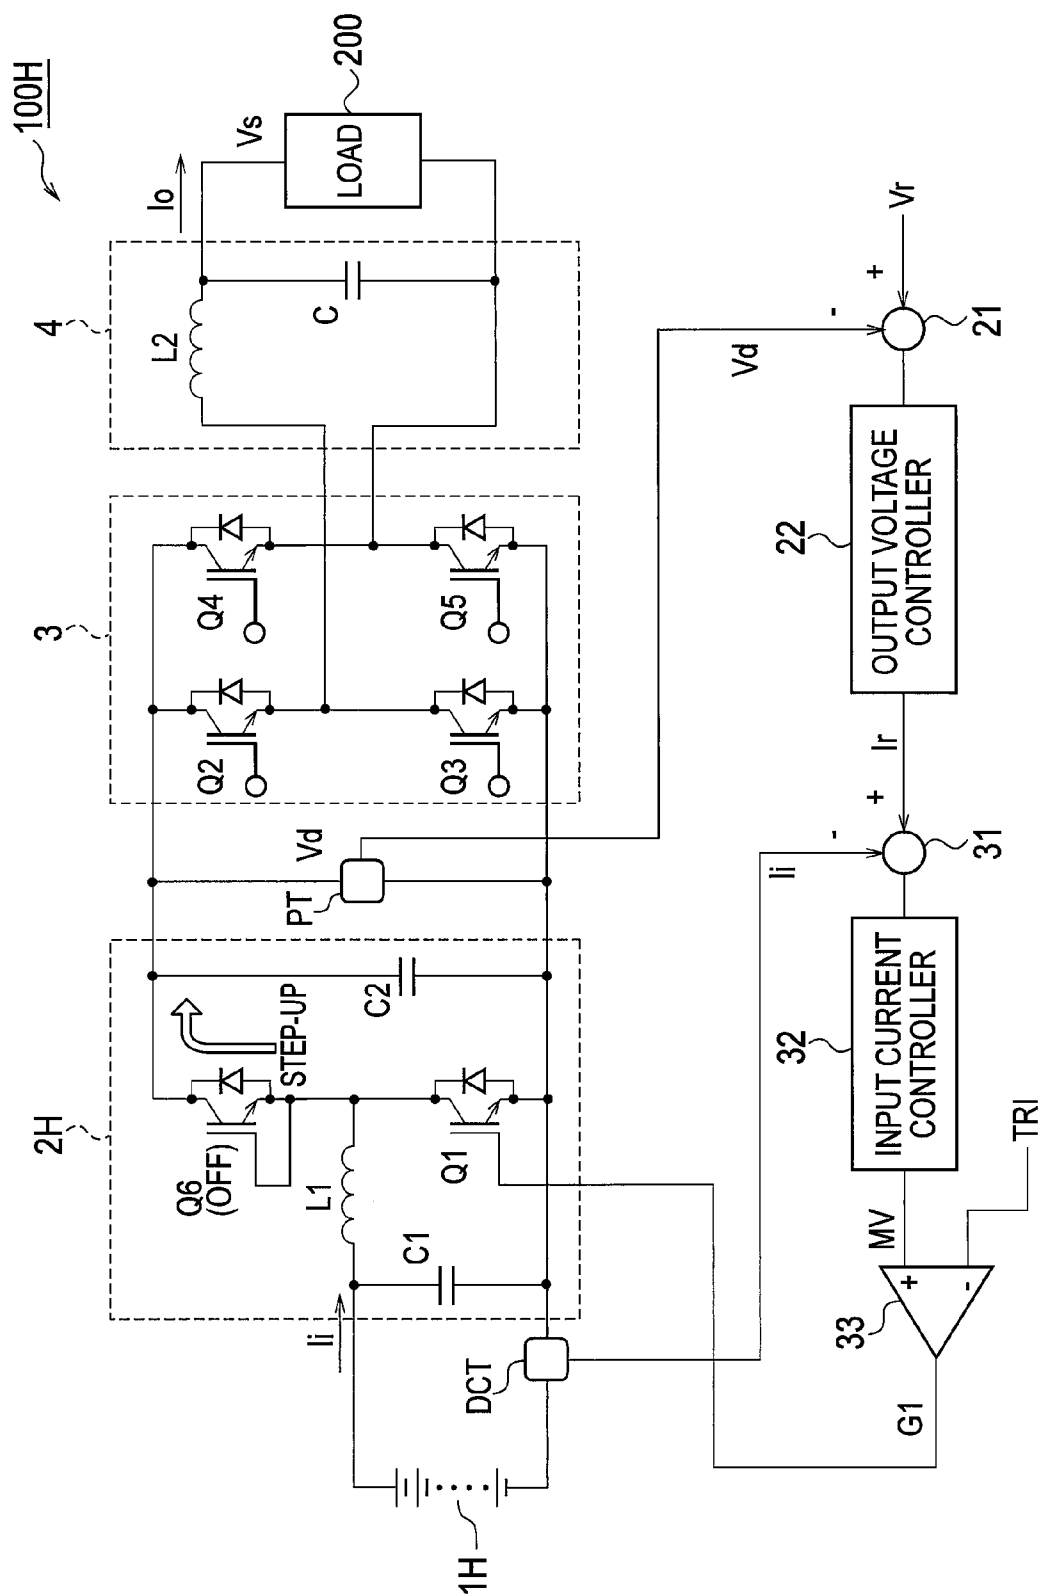 100H
Io
Vs
LOAD
200
4
L2
C
3
Q4
Q5
Q2
Q3
Vd
PT
2H
Q6
(OFF)
STEP-UP
C2
L1
Q1
C1
Ii
DCT
1H
Vr
+
-
Vd
21
22
OUTPUT VOLTAGE
CONTROLLER
Ir
+
-
Ii
31
32
INPUT CURRENT
CONTROLLER
MV
TRI
+
-
33
G1